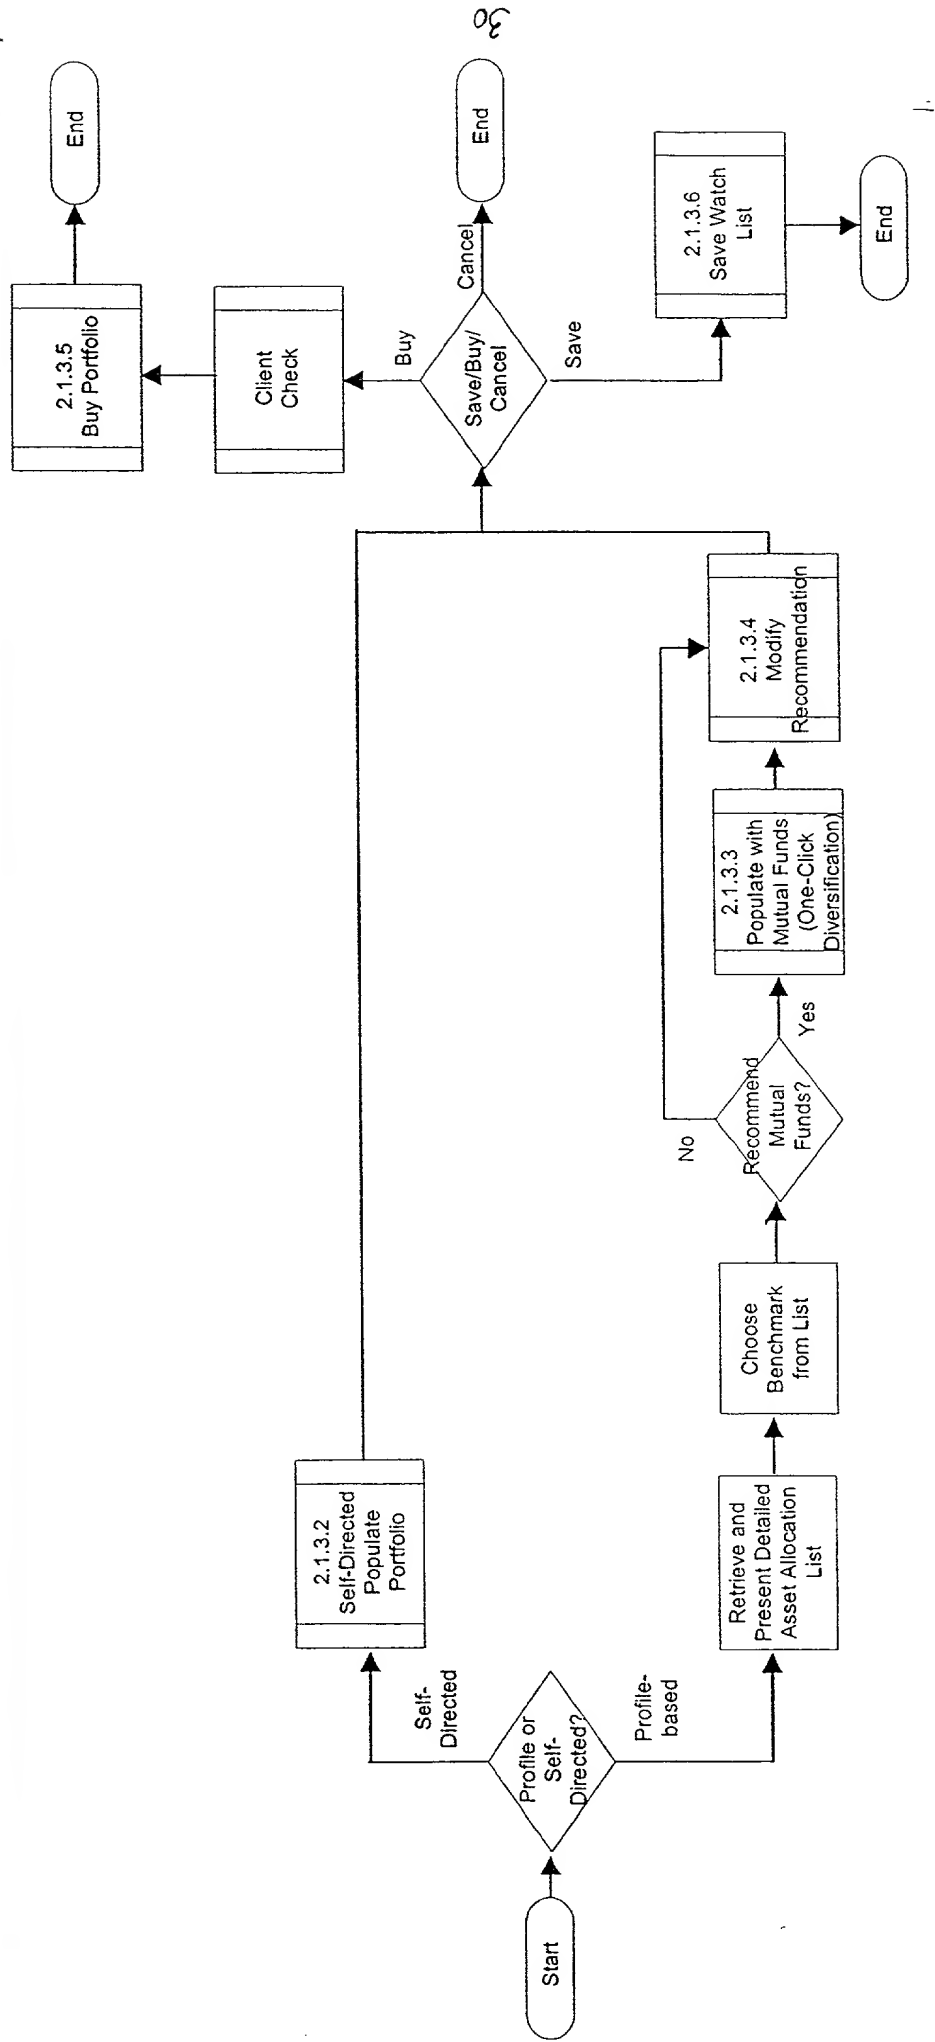 Start
Profile or
Self-
Directed?
Self-
Directed
Profile-
based
2.1.3.2
Self-Directed
Populate
Portfolio
Retrieve and
Present Detailed
Asset Allocation
List
Choose
Benchmark
from List
Recommend
Mutual
Funds?
No
Yes
2.1.3.3
Populate with
Mutual Funds
(One-Click
Diversification)
2.1.3.4
Modify
Recommendation
Save/Buy/
Cancel
Buy
Cancel
Save
Client
Check
2.1.3.5
Buy Portfolio
End
End
2.1.3.6
Save Watch
List
End
30